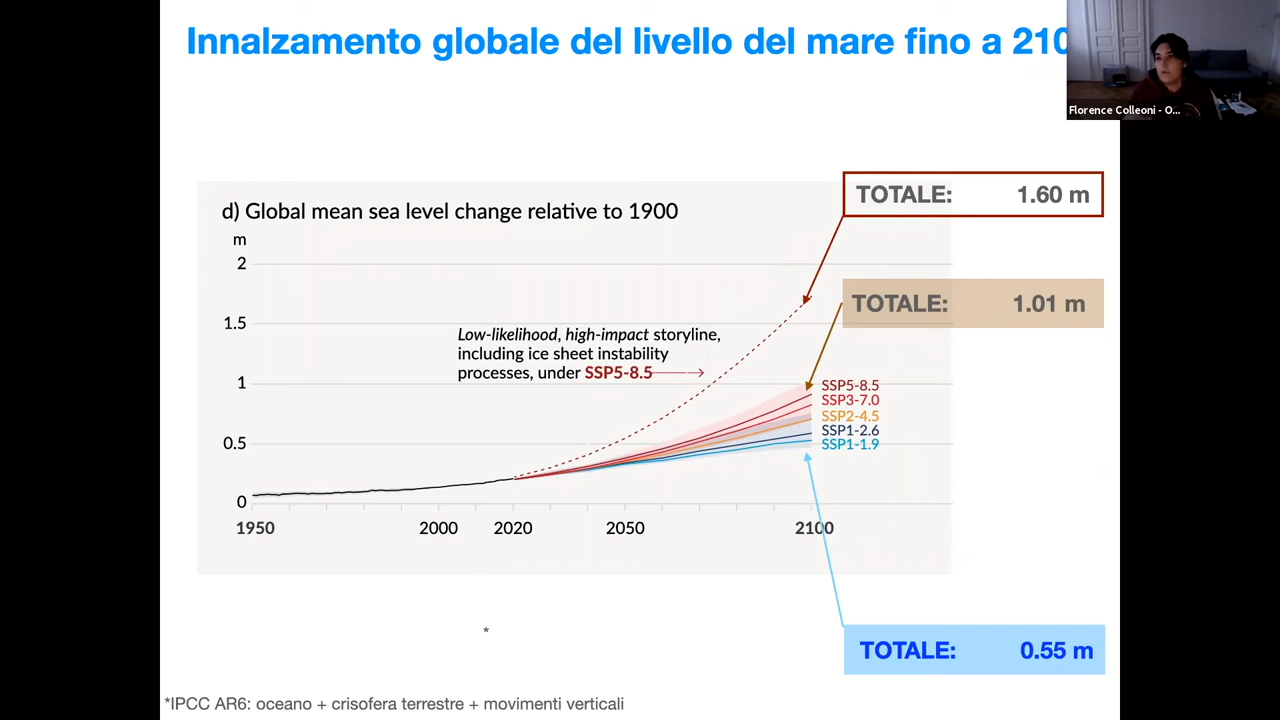 Innalzamento globale del livello del mare fino a 210
Florence Colleoni - O...
TOTALE: 1.60 m
d) Global mean sea level change relative to 1900
m
2
TOTALE: 1.01 m
1.5
Low-likelihood, high-impact storyline,
including ice sheet instability
processes, under SSP5-8.5
1
SSP5-8.5
SSP3-7.0
SSP2-4.5
SSP1-2.6
SSP1-1.9
0.5
0
1950 2000 2020 2050 2100
*
TOTALE: 0.55 m
*IPCC AR6: oceano + crisofera terrestre + movimenti verticali